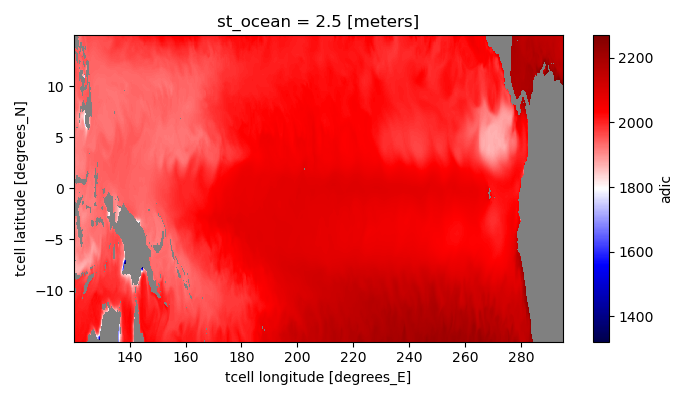 st_ocean = 2.5 [meters]
tcell latitude [degrees_N]
10
5
0
−5
−10
140 160 180 200 220 240 260 280
tcell longitude [degrees_E]
2200
2000
1800
1600
1400
adic